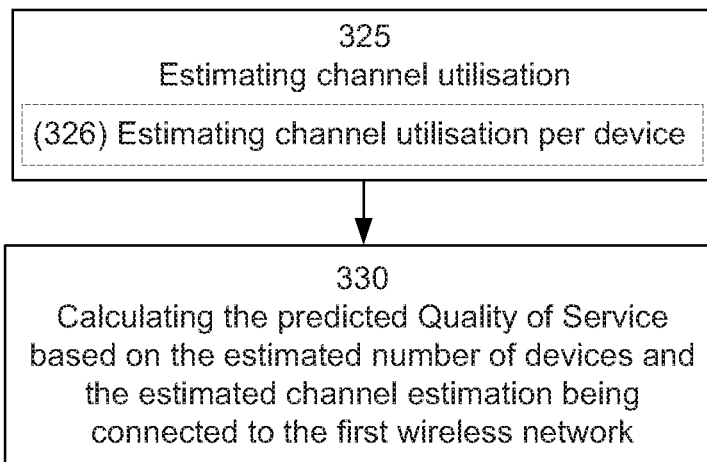 325
Estimating channel utilisation
(326) Estimating channel utilisation per device
330
Calculating the predicted Quality of Service
based on the estimated number of devices and
the estimated channel estimation being
connected to the first wireless network